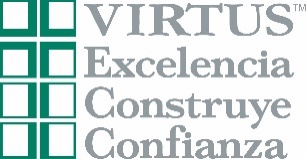 VIRTUS™
Excelencia
Construye
Confianza